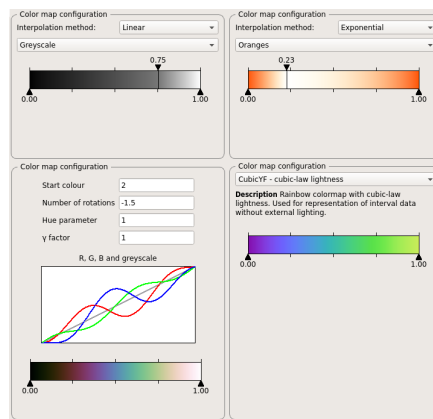 Color map configuration
Interpolation method: Linear
Greyscale
0.75
0.00 1.00
Color map configuration
Interpolation method: Exponential
Oranges
0.23
0.00 1.00
Color map configuration
Start colour 2
Number of rotations -1.5
Hue parameter 1
γ factor 1
R, G, B and greyscale
0.00 1.00
Color map configuration
CubicYF - cubic-law lightness
Description Rainbow colormap with cubic-law
lightness. Used for representation of interval data
without external lighting.
0.00 1.00